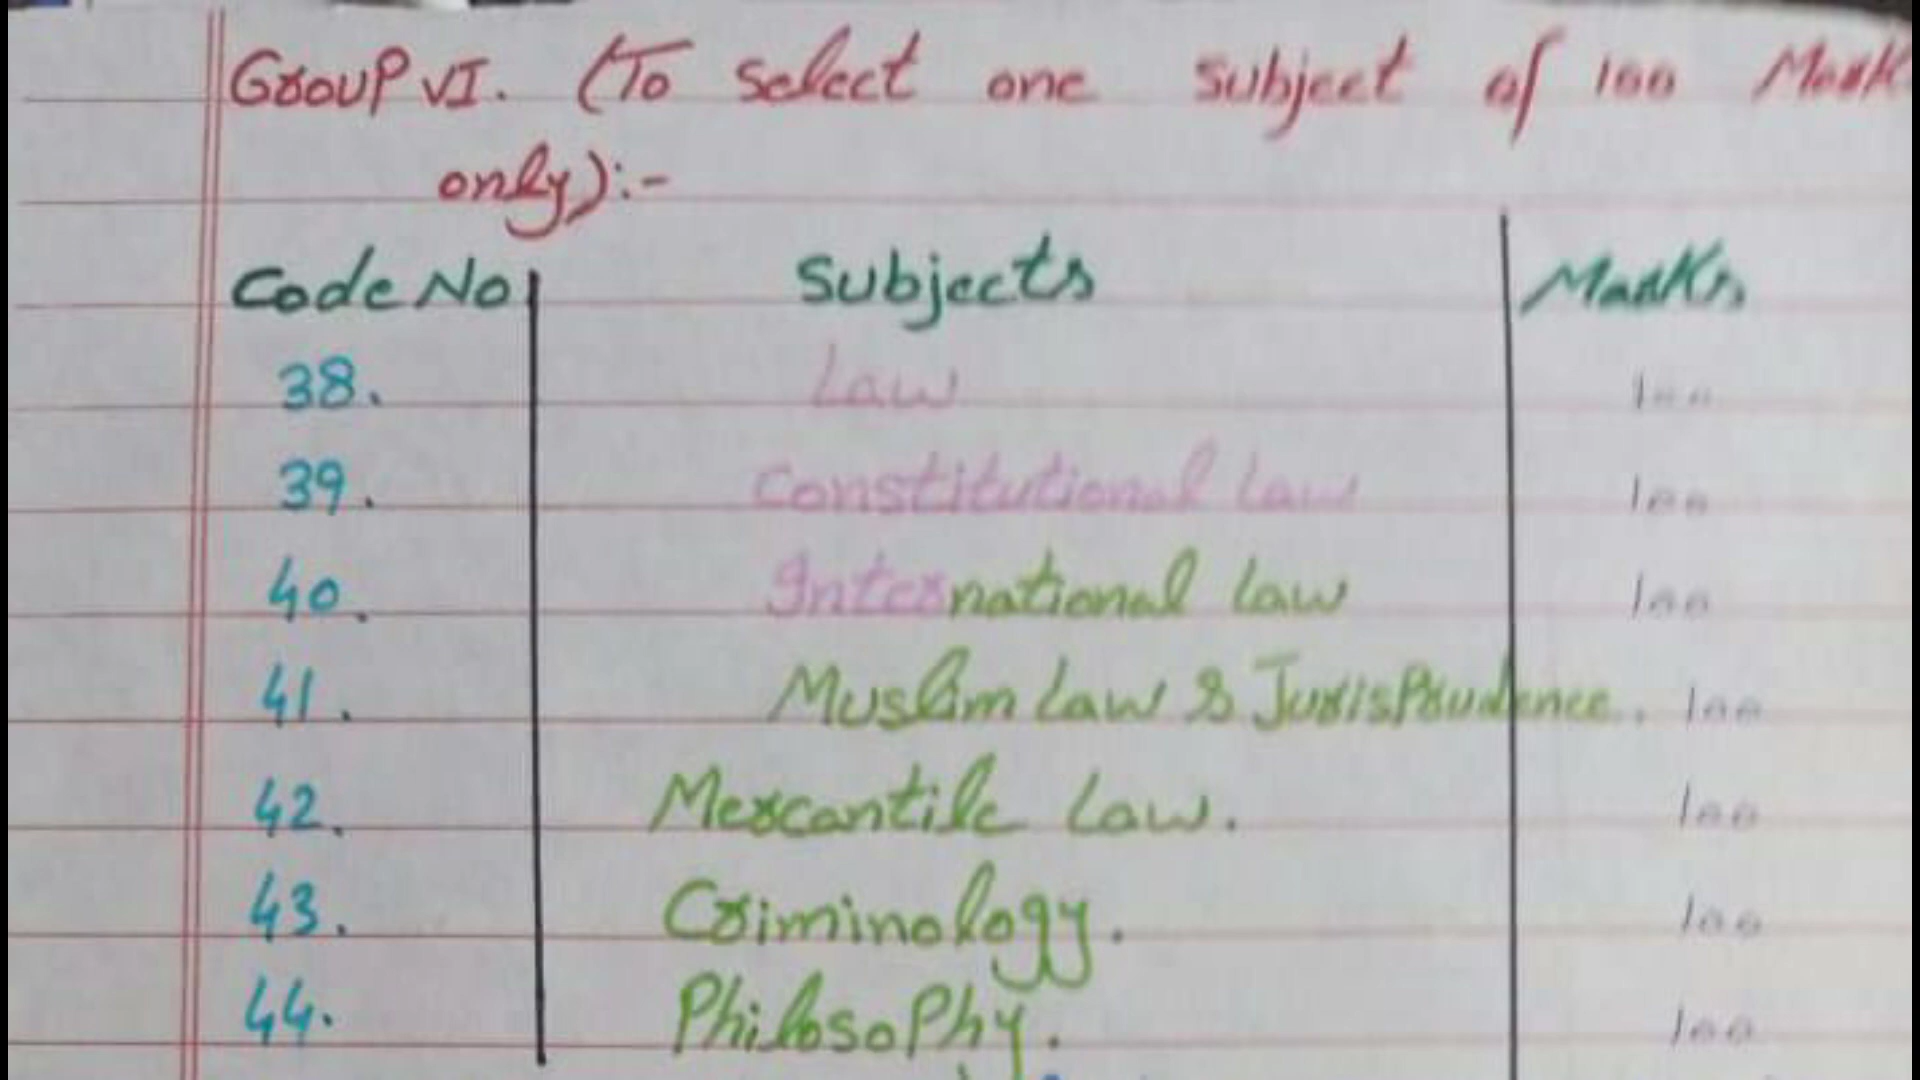 GrouP VI. (To select one subject of 100 Mark
only):-
Code No Subjects Marks
38. Law 100
39. Constitutional Law 100
40. International Law 100
41. Muslim Law & JurisPrudence. 100
42. Mercantile Law. 100
43. Criminology. 100
44. PhilosoPhy. 100